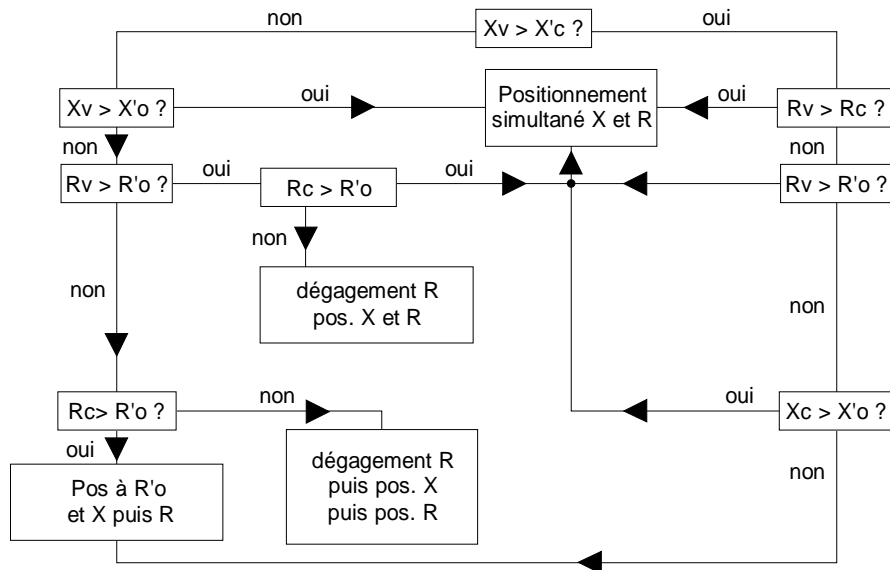 non
Xv > X'c ?
oui
Xv > X'o ?
oui
Positionnement
simultané X et R
oui
Rv > Rc ?
non
non
Rv > R'o ?
oui
Rc > R'o
oui
Rv > R'o ?
non
dégagement R
pos. X et R
non
non
Rc> R'o ?
non
oui
Xc > X'o ?
oui
dégagement R
puis pos. X
puis pos. R
non
Pos à R'o
et X puis R